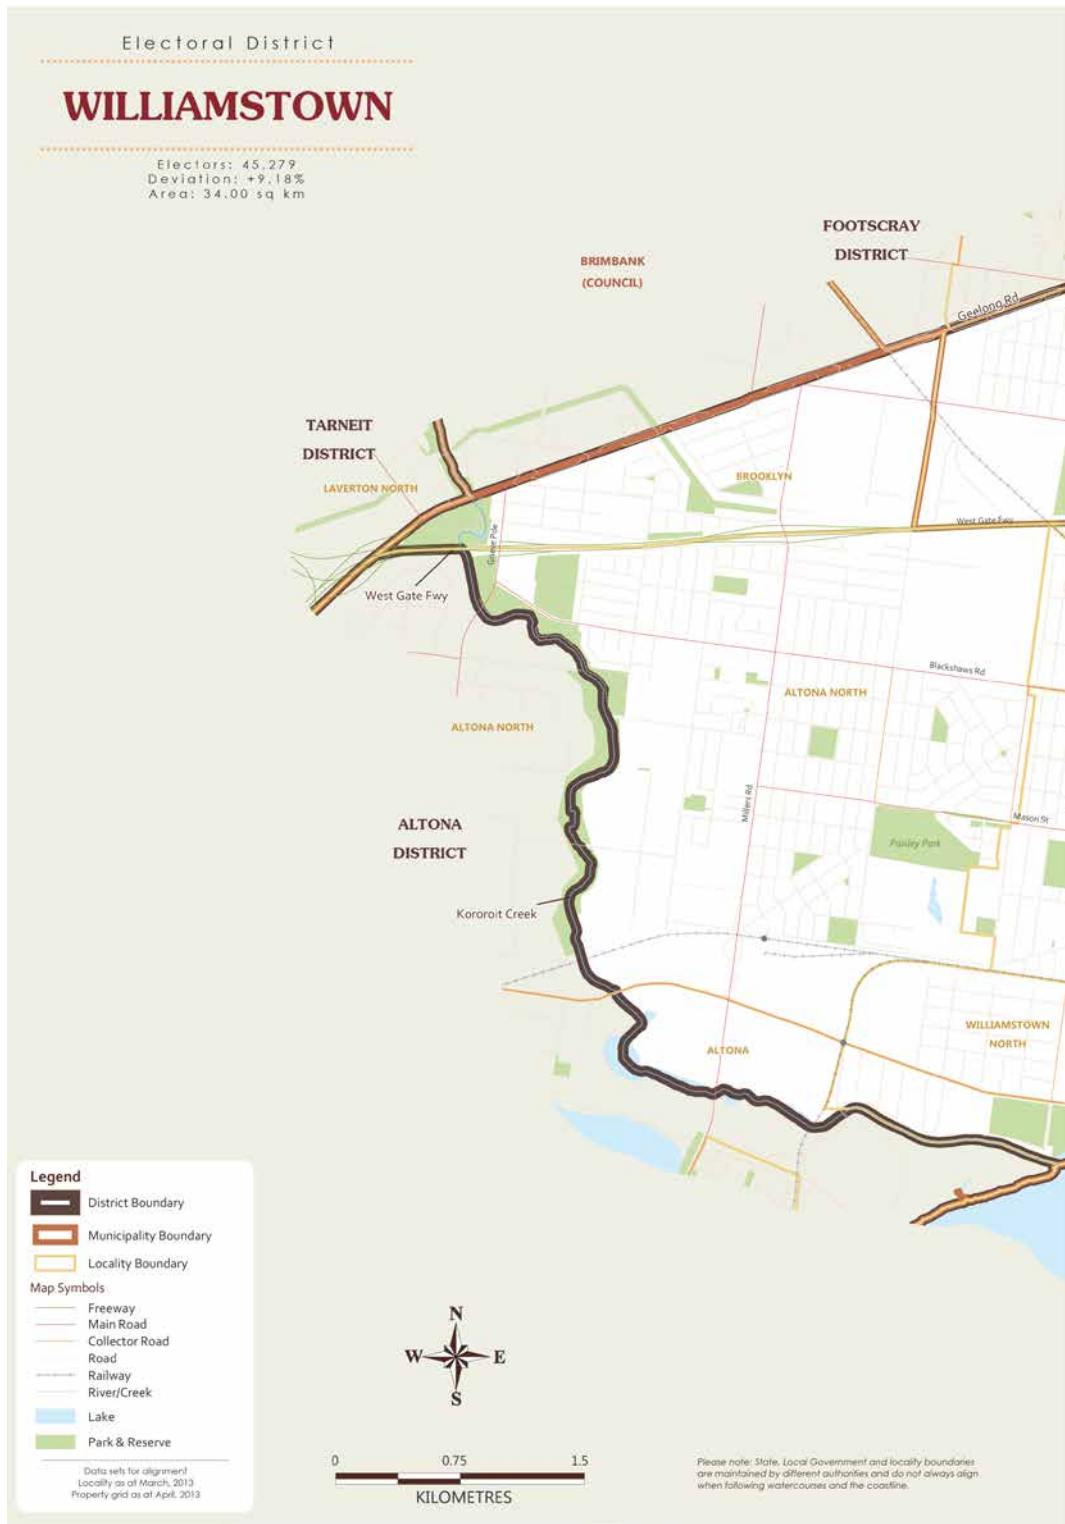 Electoral District
WILLIAMSTOWN
Electors: 45,279
Deviation: +9.18%
Area: 34.00 sq km
FOOTSCRAY
DISTRICT
BRIMBANK
(COUNCIL)
Geelong Rd
TARNEIT
DISTRICT
LAVERTON NORTH
BROOKLYN
West Gate Fwy
Grieve Pde
West Gate Fwy
Blackshaws Rd
ALTONA NORTH
ALTONA NORTH
Millers Rd
Mason St
ALTONA
DISTRICT
Paisley Park
Kororoit Creek
WILLIAMSTOWN
NORTH
ALTONA
Legend
District Boundary
Municipality Boundary
Locality Boundary
Map Symbols
Freeway
Main Road
Collector Road
Road
Railway
River/Creek
Lake
Park & Reserve
Data sets for alignment
Locality as at March, 2013
Property grid as at April, 2013
N
W E
S
0 0.75 1.5
KILOMETRES
Please note: State, Local Government and locality boundaries
are maintained by different authorities and do not always align
when following watercourses and the coastline.